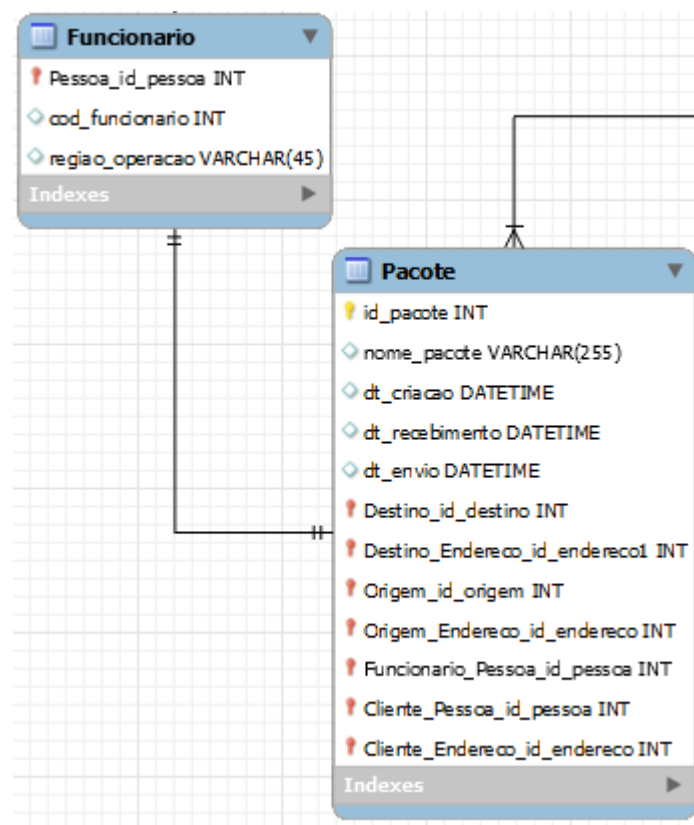 Funcionario
Pessoa_id_pessoa INT
cod_funcionario INT
regiao_operacao VARCHAR(45)
Indexes
Pacote
id_pacote INT
nome_pacote VARCHAR(255)
dt_criacao DATETIME
dt_recebimento DATETIME
dt_envio DATETIME
Destino_id_destino INT
Destino_Endereco_id_endereco1 INT
Origem_id_origem INT
Origem_Endereco_id_endereco INT
Funcionario_Pessoa_id_pessoa INT
Cliente_Pessoa_id_pessoa INT
Cliente_Endereco_id_endereco INT
Indexes